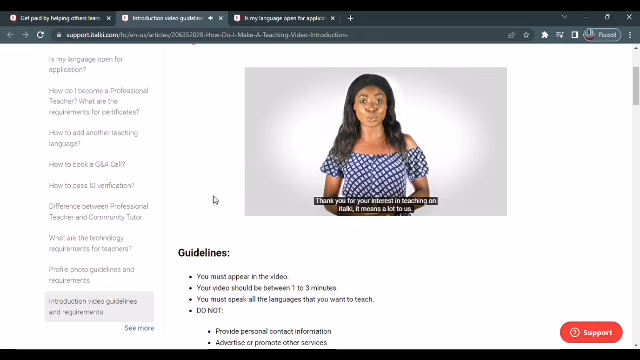 Get paid by helping others learn
Introduction video guidelines
Is my language open for applic
support.italki.com/hc/en-us/articles/206352028-How-Do-I-Make-A-Teaching-Video-Introduction-
Paused
Is my language open for
application?
How do I become a Professional
Teacher? What are the
requirements for certificates?
How to add another teaching
language?
How to book a Q&A Call?
How to pass ID verification?
Difference between Professional
Teacher and Community Tutor
What are the technology
requirements for teachers?
Profile photo guidelines and
requirements
Introduction video guidelines
and requirements
See more
Thank you for your interest in teaching on
italki, it means a lot to us.
Guidelines:
You must appear in the video.
Your video should be between 1 to 3 minutes.
You must speak all the languages that you want to teach.
DO NOT:
Provide personal contact information
Advertise or promote other services
Support